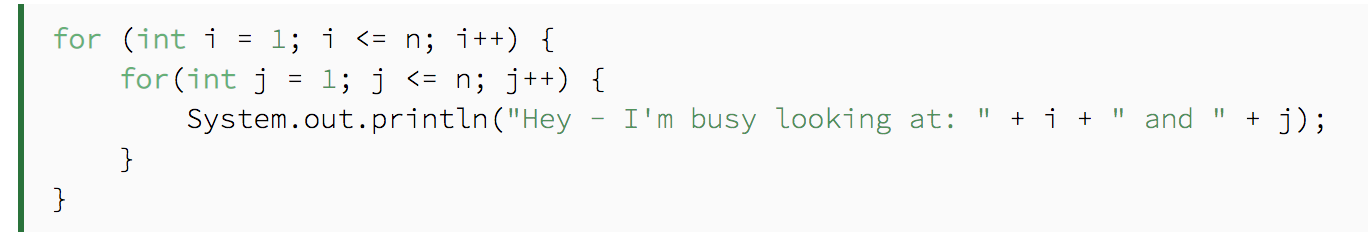 for (int i = 1; i <= n; i++) {
    for(int j = 1; j <= n; j++) {
        System.out.println("Hey - I'm busy looking at: " + i + " and " + j);
    }
}